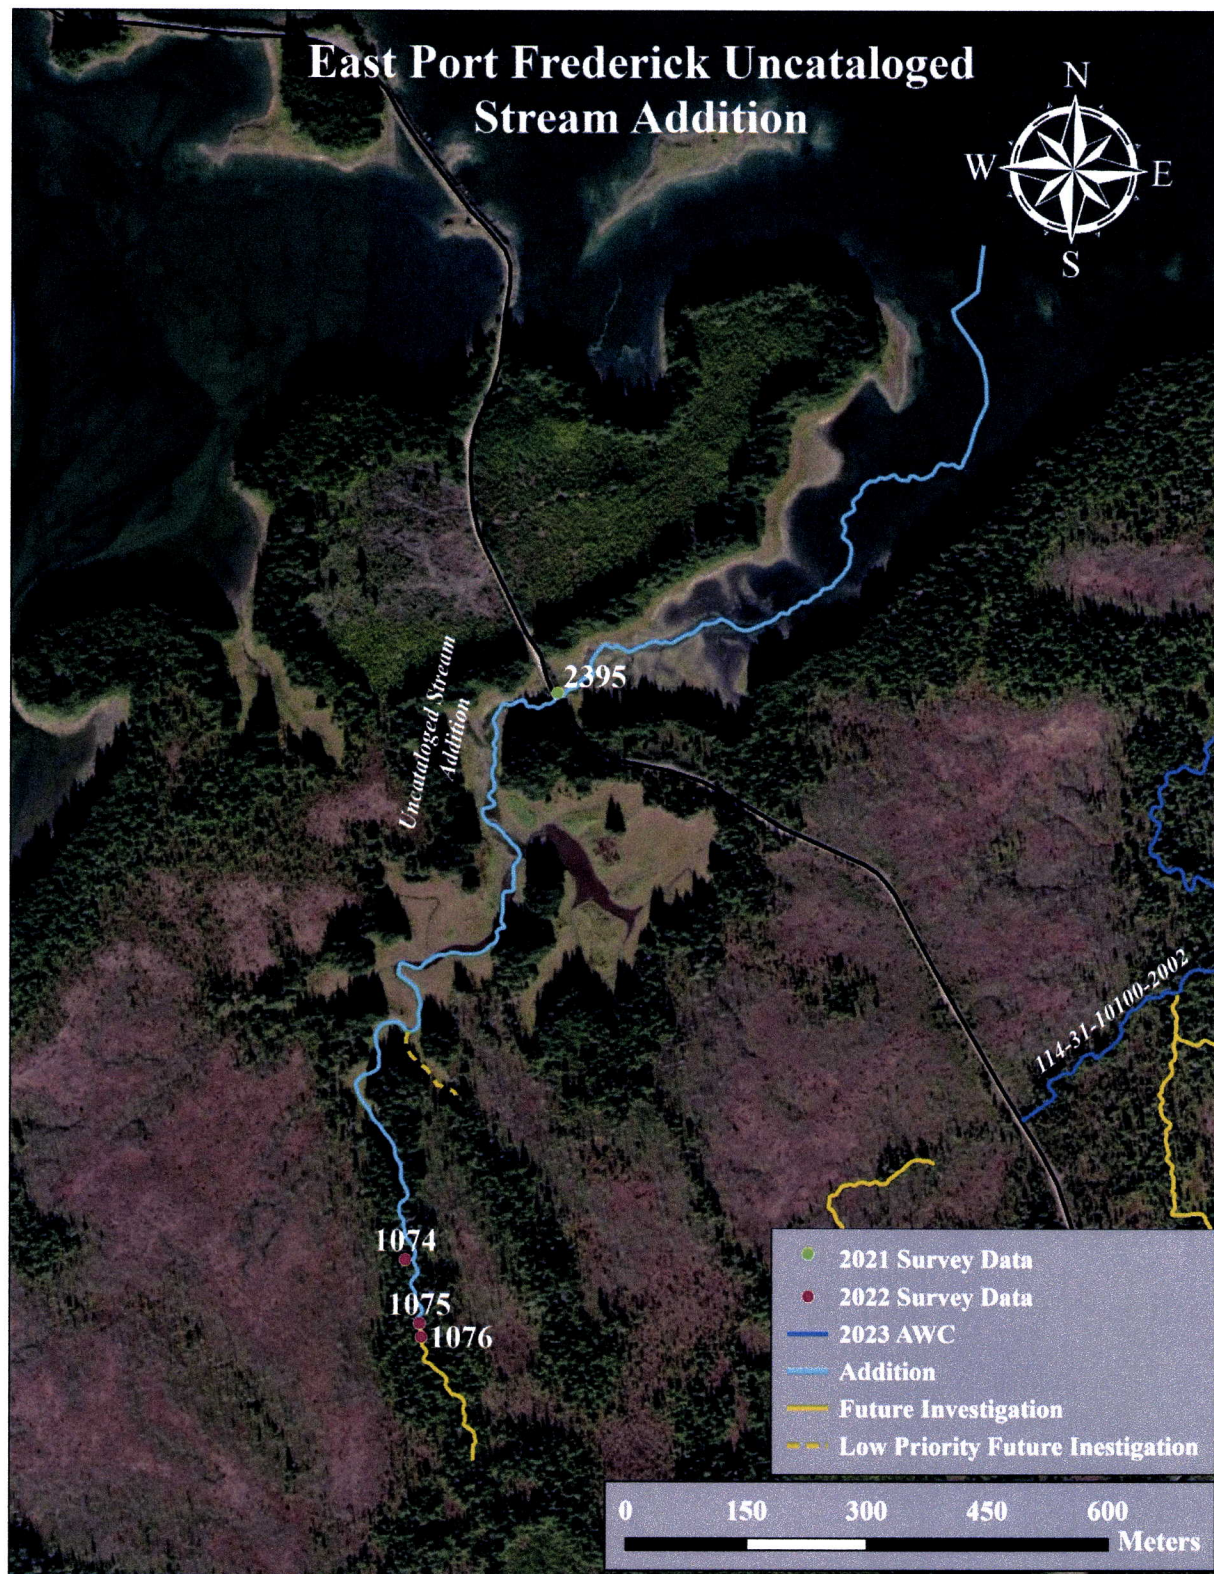 East Port Frederick Uncataloged
Stream Addition
N
W
E
S
2395
Uncataloged Stream
Addition
114-31-10100-2002
1074
1075
1076
2021 Survey Data
2022 Survey Data
2023 AWC
Addition
Future Investigation
Low Priority Future Inestigation
0 150 300 450 600
Meters